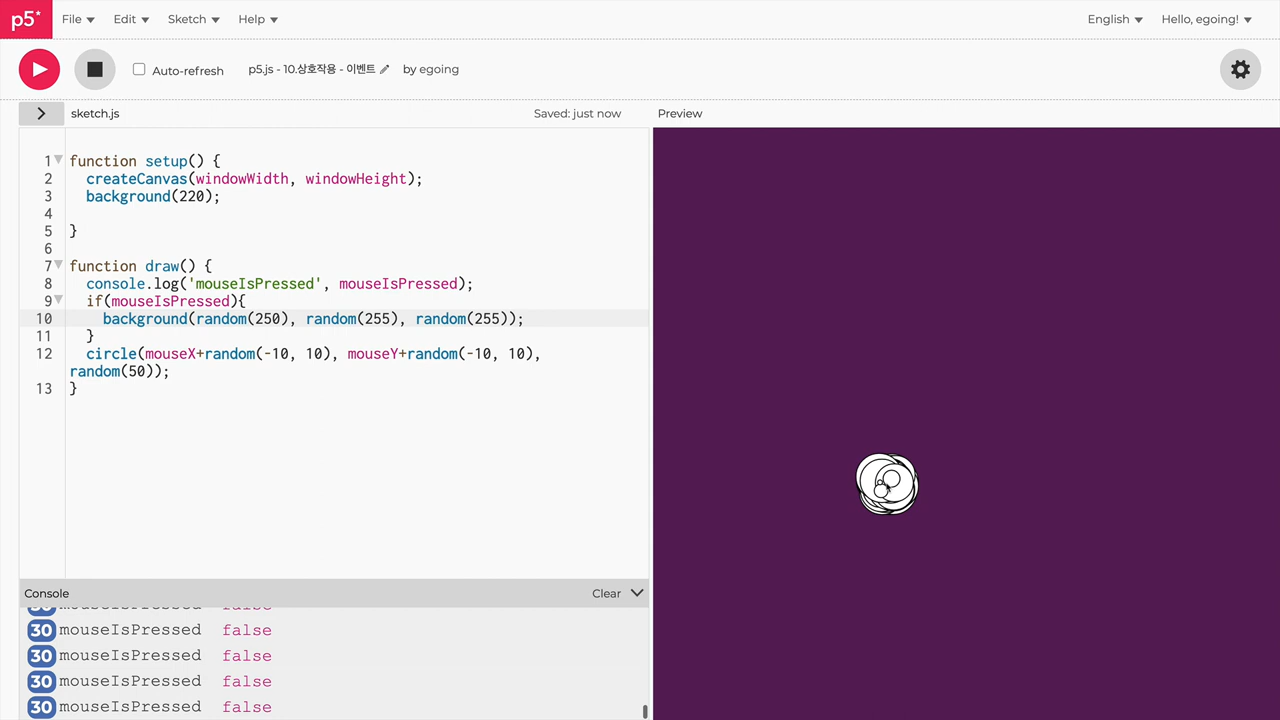 p5* File Edit Sketch Help English Hello, egoing!
Auto-refresh p5.js - 10.상호작용 - 이벤트 by egoing
sketch.js Saved: just now Preview
1 function setup() {
2 createCanvas(windowWidth, windowHeight);
3 background(220);
4
5 }
6
7 function draw() {
8 console.log('mouseIsPressed', mouseIsPressed);
9 if(mouseIsPressed){
10 background(random(250), random(255), random(255));
11 }
12 circle(mouseX+random(-10, 10), mouseY+random(-10, 10),
random(50));
13 }
Console Clear
30 mouseIsPressed false
30 mouseIsPressed false
30 mouseIsPressed false
30 mouseIsPressed false
30 mouseIsPressed false